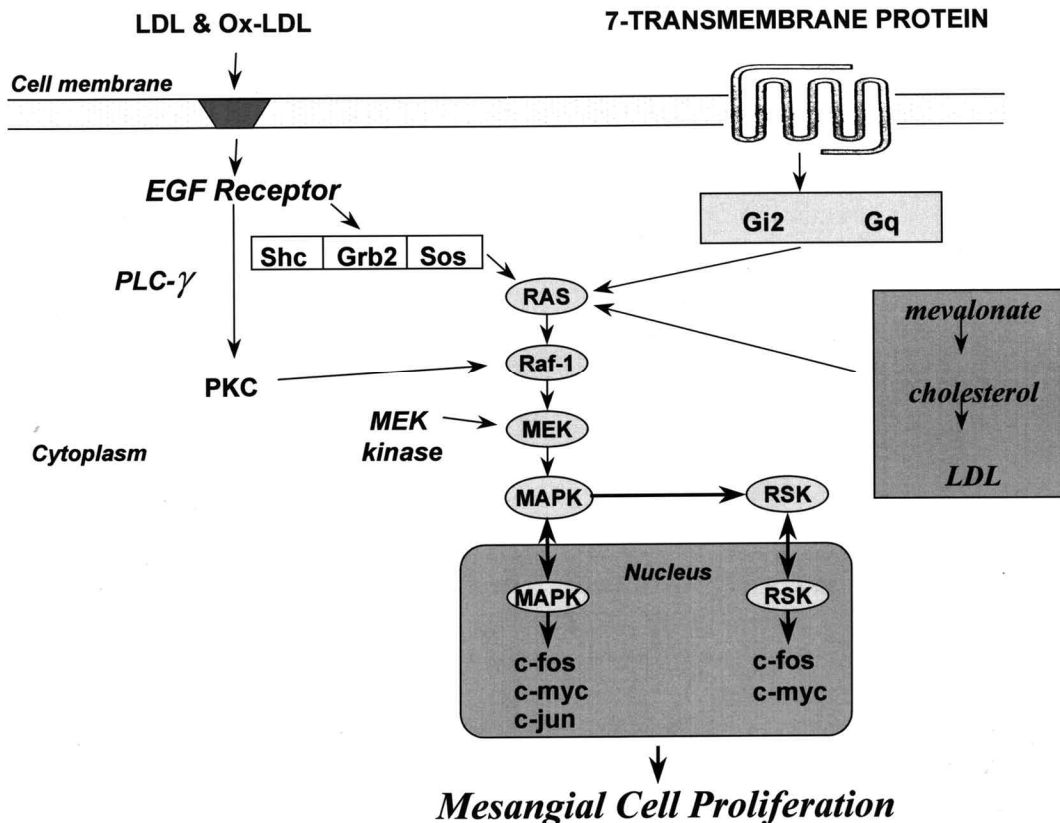 LDL & Ox-LDL
7-TRANSMEMBRANE PROTEIN
Cell membrane
EGF Receptor
Gi2 Gq
Shc Grb2 Sos
PLC-γ
RAS
mevalonate
Raf-1
PKC
cholesterol
MEK
kinase
MEK
Cytoplasm
LDL
MAPK
RSK
Nucleus
MAPK
RSK
c-fos
c-myc
c-jun
c-fos
c-myc
Mesangial Cell Proliferation